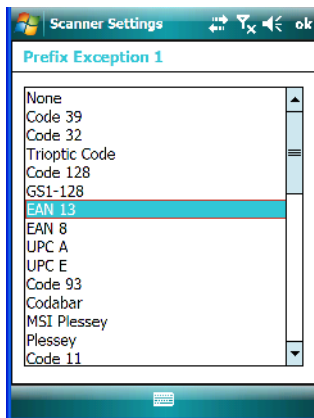 Scanner Settings ok
Prefix Exception 1
None
Code 39
Code 32
Trioptic Code
Code 128
GS1-128
EAN 13
EAN 8
UPC A
UPC E
Code 93
Codabar
MSI Plessey
Plessey
Code 11